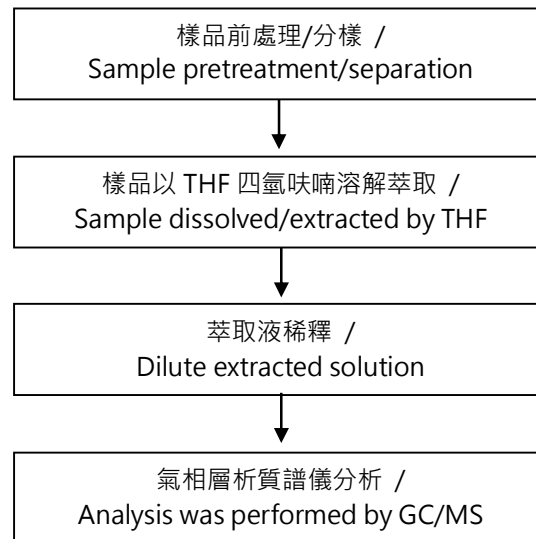 樣品前處理/分樣 /
Sample pretreatment/separation
樣品以 THF 四氫呋喃溶解萃取 /
Sample dissolved/extracted by THF
萃取液稀釋 /
Dilute extracted solution
氣相層析質譜儀分析 /
Analysis was performed by GC/MS